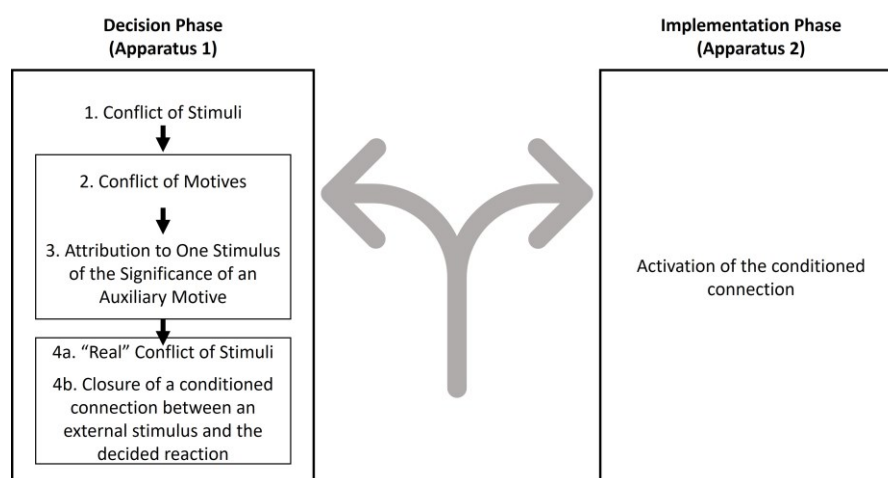 Decision Phase
(Apparatus 1)
1. Conflict of Stimuli
2. Conflict of Motives
3. Attribution to One Stimulus
of the Significance of an
Auxiliary Motive
4a. “Real” Conflict of Stimuli
4b. Closure of a conditioned
connection between an
external stimulus and the
decided reaction
Implementation Phase
(Apparatus 2)
Activation of the conditioned
connection